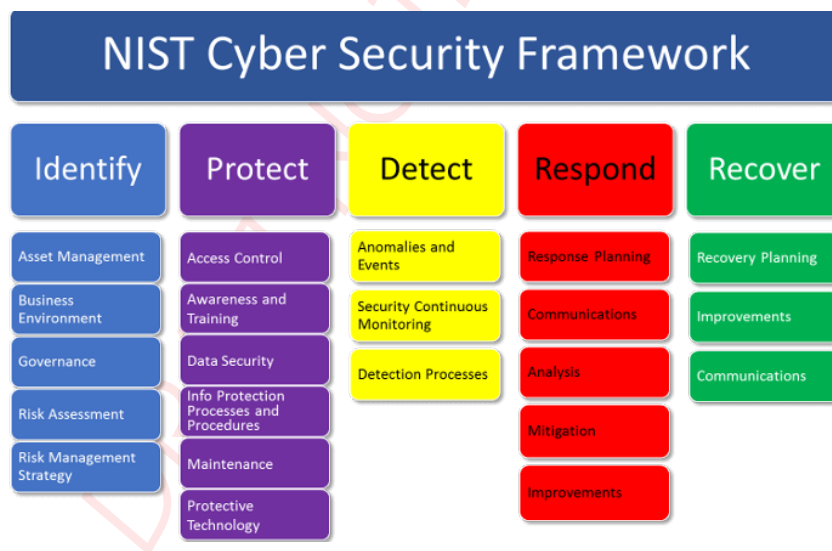 NIST Cyber Security Framework
Identify
Protect
Detect
Respond
Recover
Asset Management
Business
Environment
Governance
Risk Assessment
Risk Management
Strategy
Access Control
Awareness and
Training
Data Security
Info Protection
Processes and
Procedures
Maintenance
Protective
Technology
Anomalies and
Events
Security Continuous
Monitoring
Detection Processes
Response Planning
Communications
Analysis
Mitigation
Improvements
Recovery Planning
Improvements
Communications